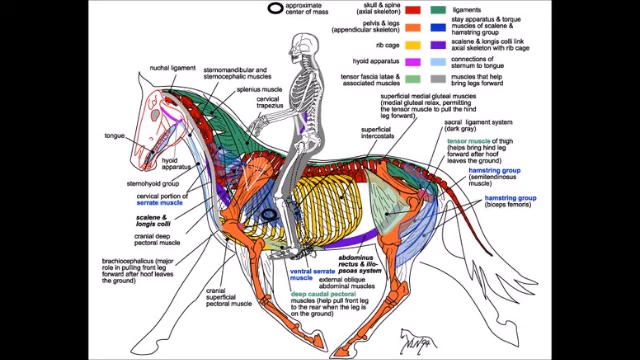 approximate
center of mass
skull & spine
(axial skeleton)
ligaments
pelvis & legs
(appendicular skeleton)
stay apparatus & torque
muscles of scalene &
hamstring group
rib cage
scalene & longis coli link
axial skeleton with rib cage
hyoid apparatus
connections of
sternum to tongue
tensor fascia latae &
associated muscles
muscles that help
bring legs forward
nuchal ligament
sternomandibular and
sternocephalic muscles
splenius muscle
cervical
trapezius
superficial medial gluteal muscles
(medial gluteal relax, permitting
the tensor muscle to pull the hind
leg forward)
superficial
intercostals
sacral ligament system
(dark gray)
tensor muscle of thigh
(helps bring hind leg
forward after hoof
leaves the ground)
hamstring group
(semitendinosus
muscle)
hamstring group
(biceps femoris)
tongue
hyoid
apparatus
sternohyoid group
cervical portion of
serrate muscle
scalene &
longis colli
cranial deep
pectoral muscle
brachiocephalicus (major
role in pulling front leg
forward after hoof leaves
the ground)
cranial
superficial
pectoral muscle
ventral serrate
muscle
abdominus
rectus & ilio-
psoas system
external oblique
abdominal muscles
deep caudal pectoral
muscles (help pull front leg
to the rear when the leg is
on the ground)